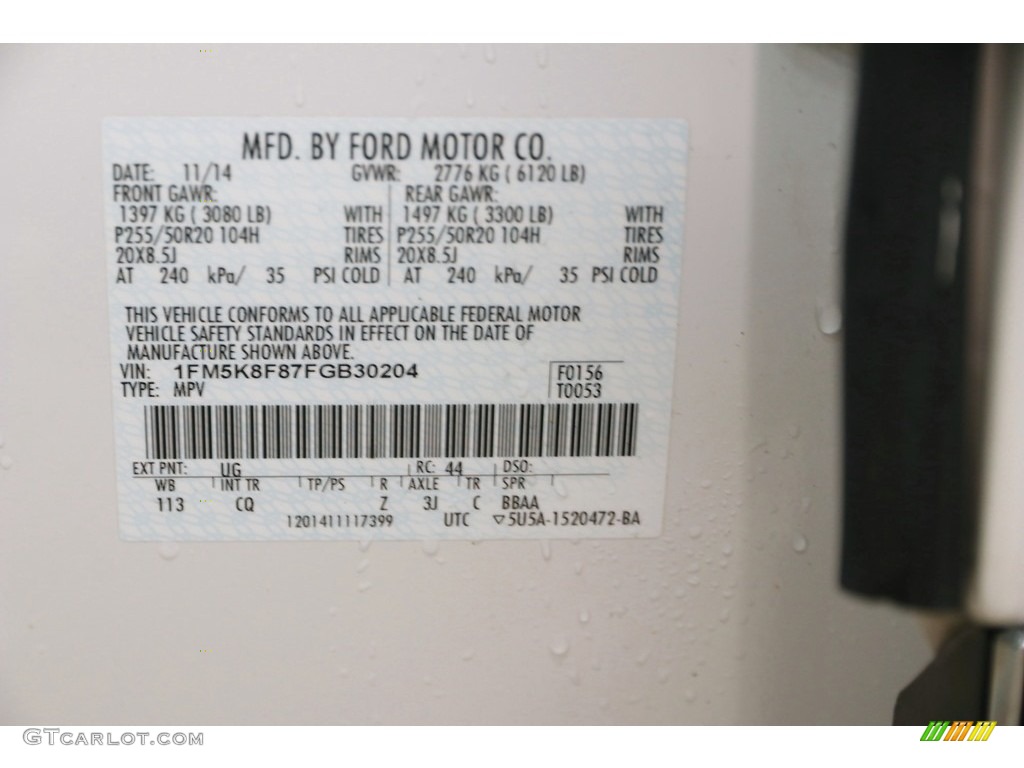 MFD. BY FORD MOTOR CO.
DATE: 11/14 GVWR: 2776 KG ( 6120 LB)
FRONT GAWR: REAR GAWR:
1397 KG ( 3080 LB) WITH 1497 KG ( 3300 LB) WITH
P255/50R20 104H TIRES P255/50R20 104H TIRES
20X8.5J RIMS 20X8.5J RIMS
AT 240 kPa/ 35 PSI COLD AT 240 kPa/ 35 PSI COLD
THIS VEHICLE CONFORMS TO ALL APPLICABLE FEDERAL MOTOR
VEHICLE SAFETY STANDARDS IN EFFECT ON THE DATE OF
MANUFACTURE SHOWN ABOVE.
VIN: 1FM5K8F87FGB30204 F0156
TYPE: MPV T0053
EXT PNT: UG RC: 44 DSO:
WB INT TR TP/PS R AXLE TR SPR
113 CQ Z 3J C BBAA
1201411117399 UTC ▽5U5A-1520472-BA
GTCARLOT.COM